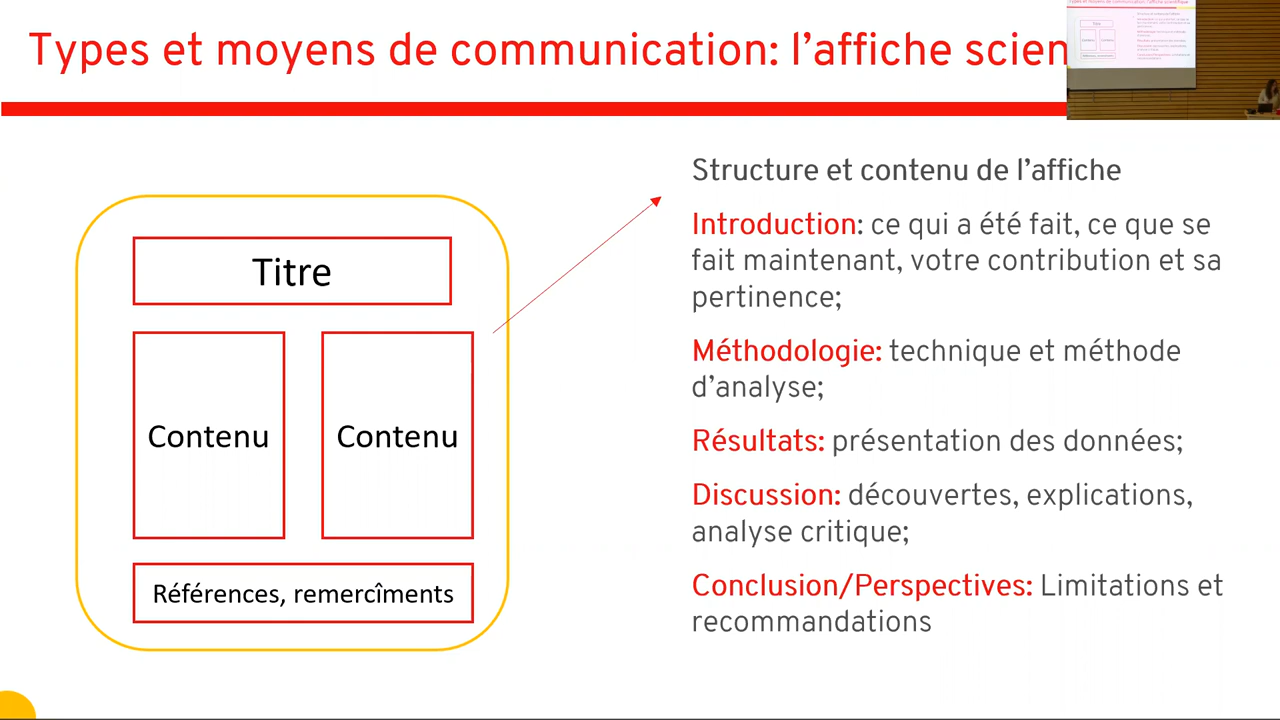 Types et moyens de communication: l’affiche scien
Structure et contenu de l’affiche
Introduction: ce qui a été fait, ce que se
fait maintenant, votre contribution et sa
pertinence;
Méthodologie: technique et méthode
d’analyse;
Résultats: présentation des données;
Discussion: découvertes, explications,
analyse critique;
Conclusion/Perspectives: Limitations et
recommandations
Titre
Contenu
Contenu
Références, remercîments